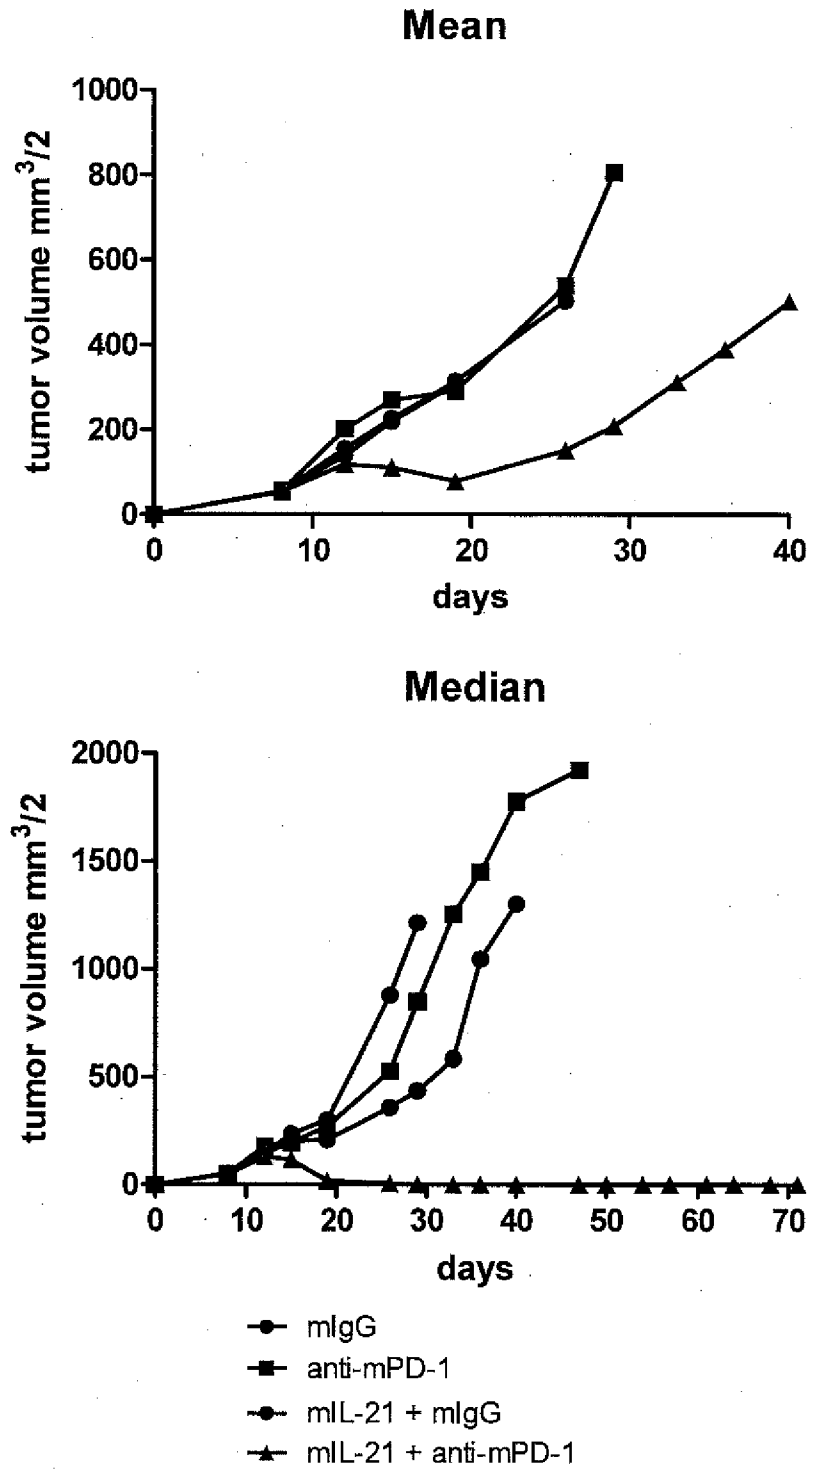 Mean
tumor volume mm³/2
1000
800
600
400
200
0
0 10 20 30 40
days
Median
tumor volume mm³/2
2000
1500
1000
500
0
0 10 20 30 40 50 60 70
days
mIgG
anti-mPD-1
mIL-21 + mIgG
mIL-21 + anti-mPD-1